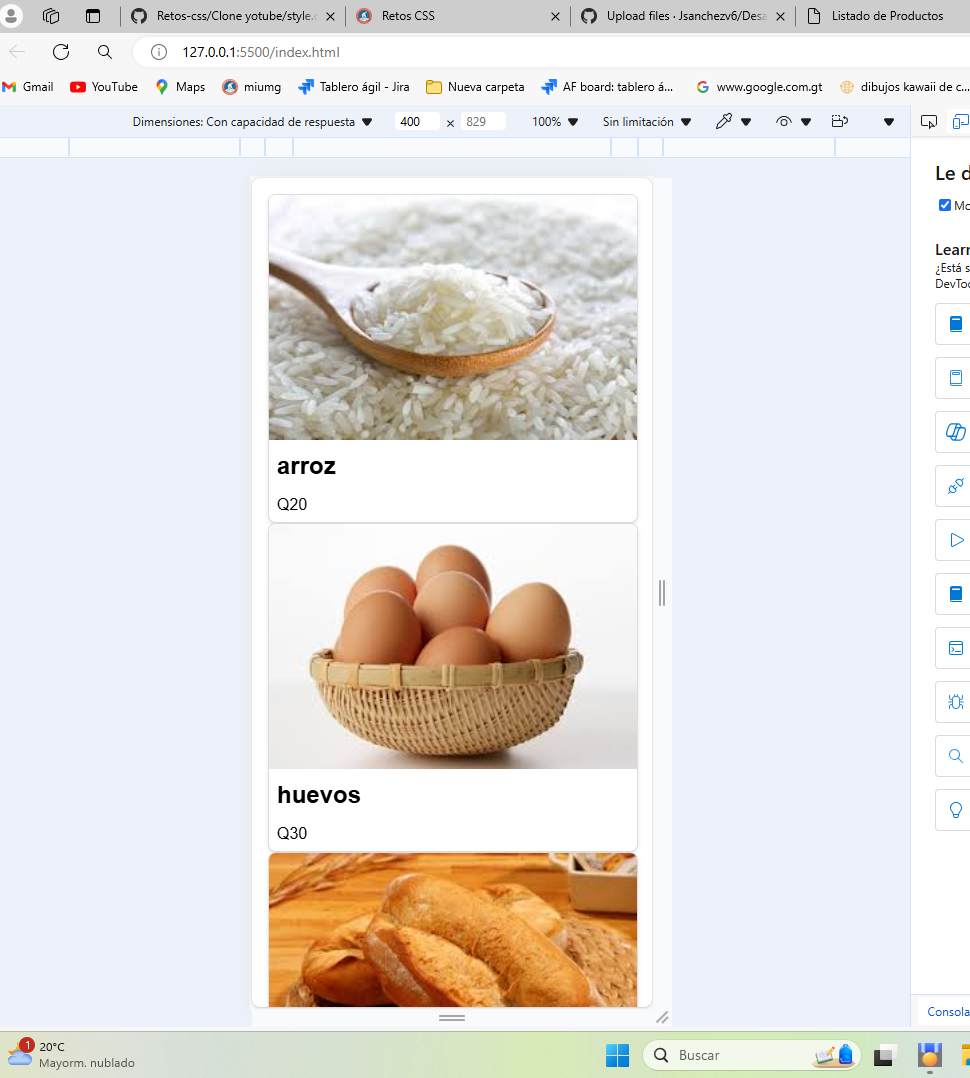 Retos-css/Clone yotube/style.c
Retos CSS
Upload files · Jsanchezv6/Desa
Listado de Productos
127.0.0.1:5500/index.html
Gmail
YouTube
Maps
miumg
Tablero ágil - Jira
Nueva carpeta
AF board: tablero á...
www.google.com.gt
dibujos kawaii de c...
Dimensiones: Con capacidad de respuesta
400
x
829
100%
Sin limitación
Le d
Mo
Learn
¿Está s
DevToo
arroz
Q20
huevos
Q30
Consola
1
20°C
Mayorm. nublado
Buscar